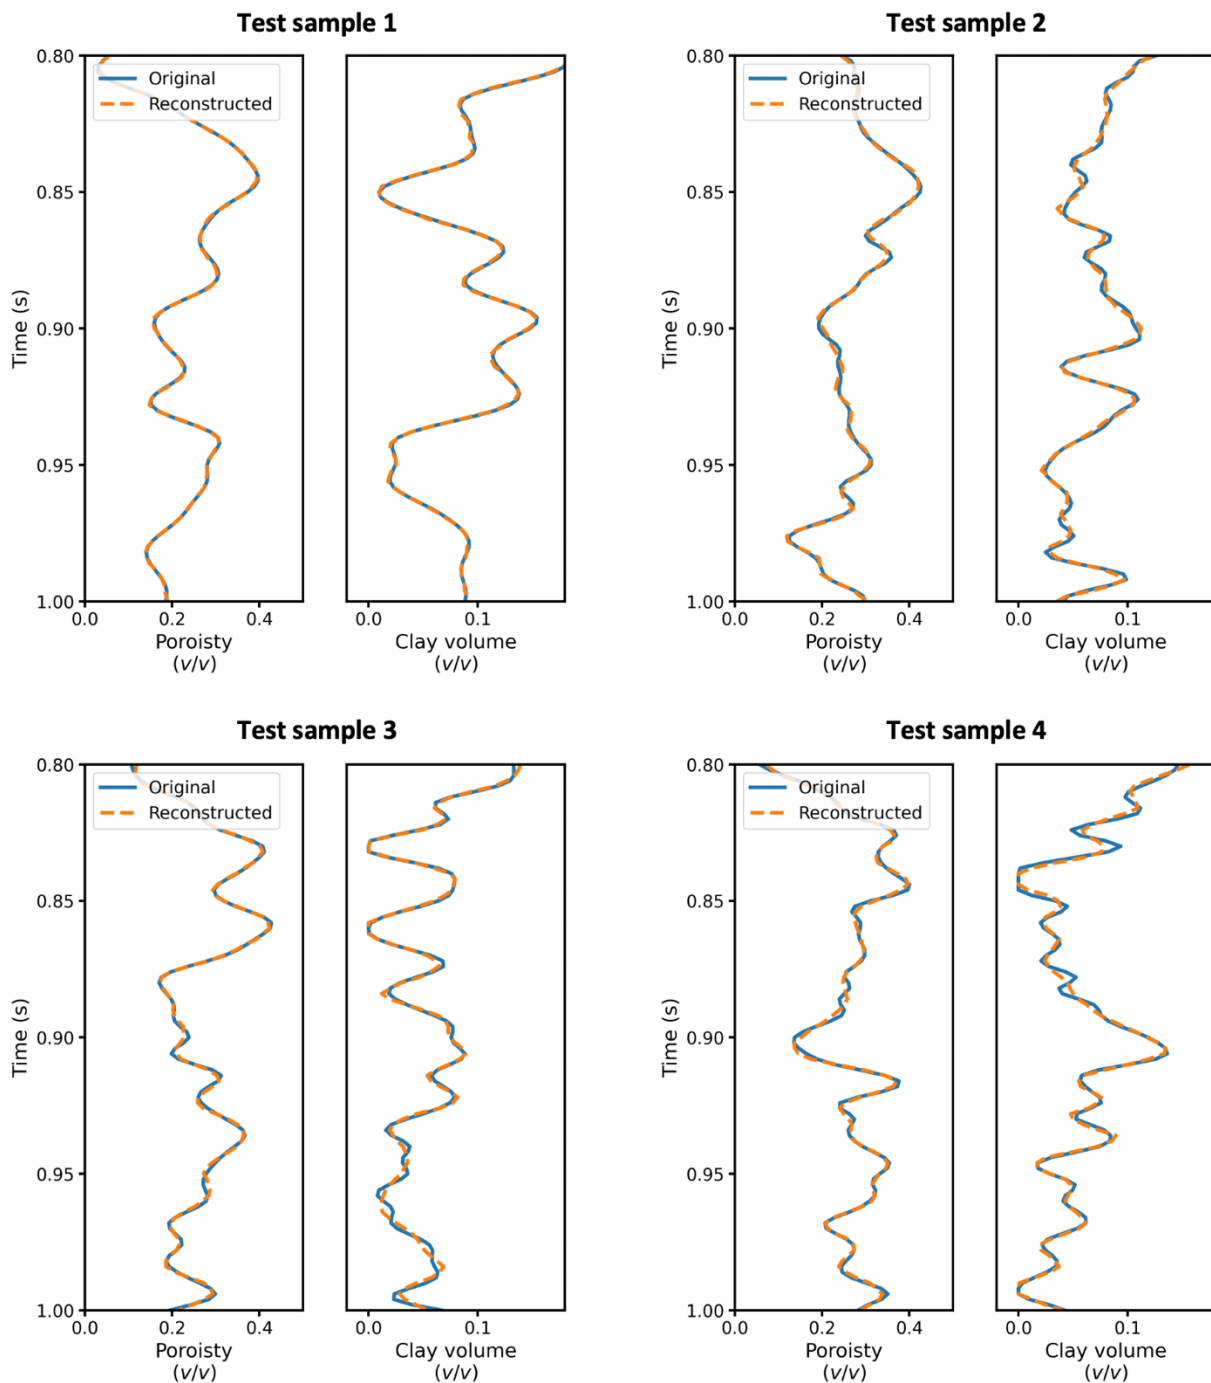 Test sample 1
0.80
0.85
0.90
0.95
1.00
Time (s)
Original
Reconstructed
0.0
0.2
0.4
Poroisty
(v/v)
0.0
0.1
Clay volume
(v/v)
Test sample 2
0.80
0.85
0.90
0.95
1.00
Time (s)
Original
Reconstructed
0.0
0.2
0.4
Poroisty
(v/v)
0.0
0.1
Clay volume
(v/v)
Test sample 3
0.80
0.85
0.90
0.95
1.00
Time (s)
Original
Reconstructed
0.0
0.2
0.4
Poroisty
(v/v)
0.0
0.1
Clay volume
(v/v)
Test sample 4
0.80
0.85
0.90
0.95
1.00
Time (s)
Original
Reconstructed
0.0
0.2
0.4
Poroisty
(v/v)
0.0
0.1
Clay volume
(v/v)